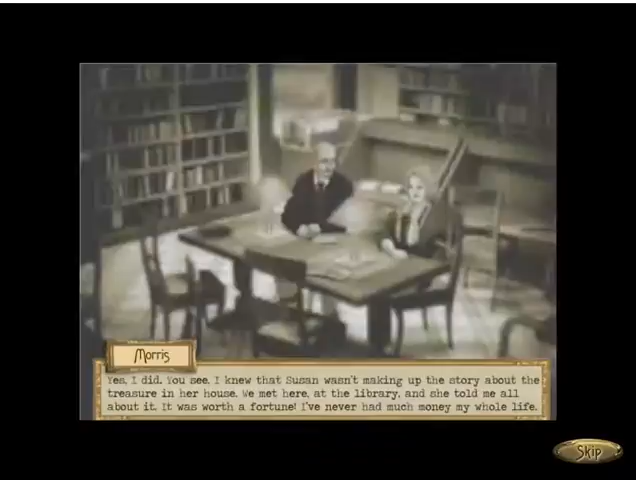 Morris
Yes, I did. You see, I knew that Susan wasn't making up the story about the
treasure in her house. We met here, at the library, and she told me all
about it. It was worth a fortune! I've never had much money my whole life.
Skip